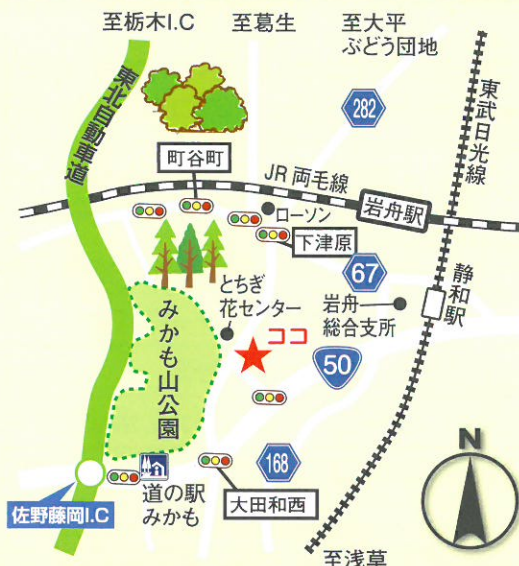 至栃木I.C
至葛生
至大平
ぶどう団地
東北自動車道
282
東武日光線
町谷町
JR両毛線
岩舟駅
ローソン
下津原
67
とちぎ
花センター
岩舟
総合支所
静和駅
みかも山公園
ココ
50
168
N
道の駅
みかも
大田和西
佐野藤岡I.C
至浅草